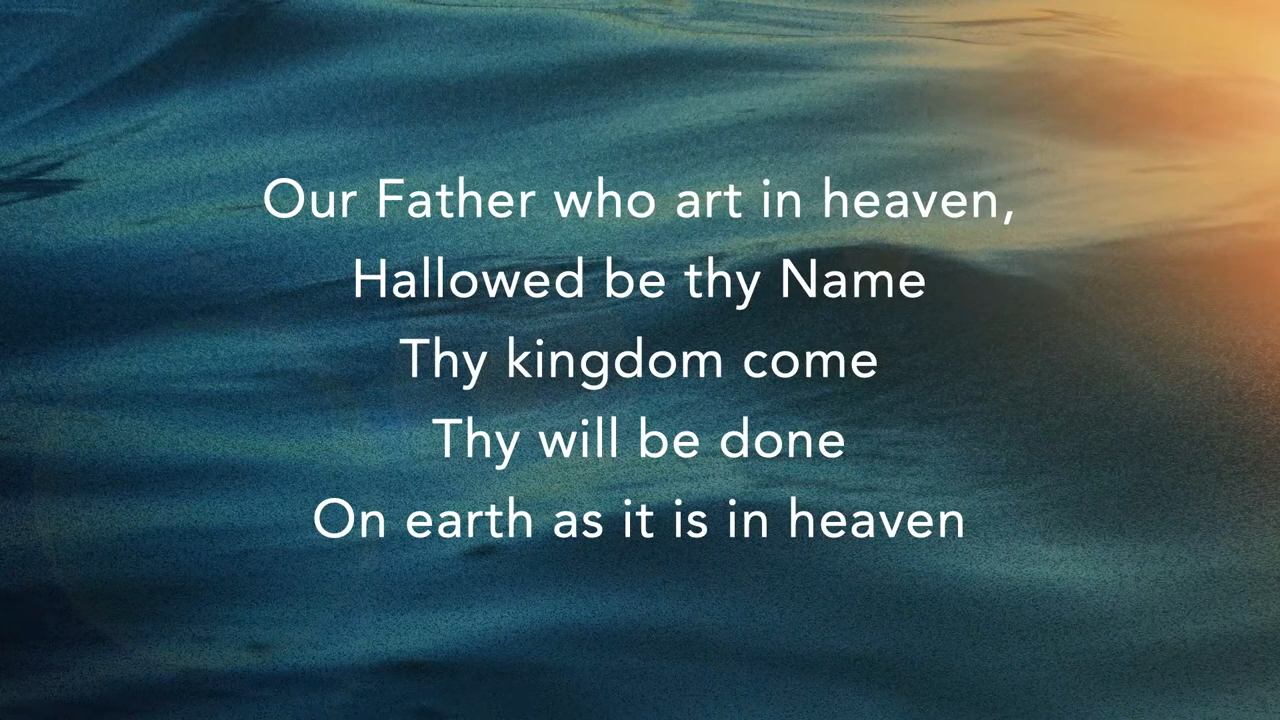 Our Father who art in heaven,
Hallowed be thy Name
Thy kingdom come
Thy will be done
On earth as it is in heaven